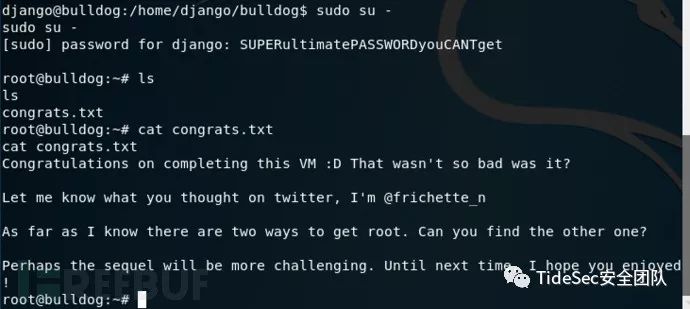 django@bulldog:/home/django/bulldog$ sudo su -
sudo su -
[sudo] password for django: SUPERultimatePASSWORDyouCANTget
root@bulldog:~# ls
ls
congrats.txt
root@bulldog:~# cat congrats.txt
cat congrats.txt
Congratulations on completing this VM :D That wasn't so bad was it?
Let me know what you thought on twitter, I'm @frichette_n
As far as I know there are two ways to get root. Can you find the other one?
Perhaps the sequel will be more challenging. Until next time, I hope you enjoyed
!
root@bulldog:~#
FREEBUF
TideSec安全团队